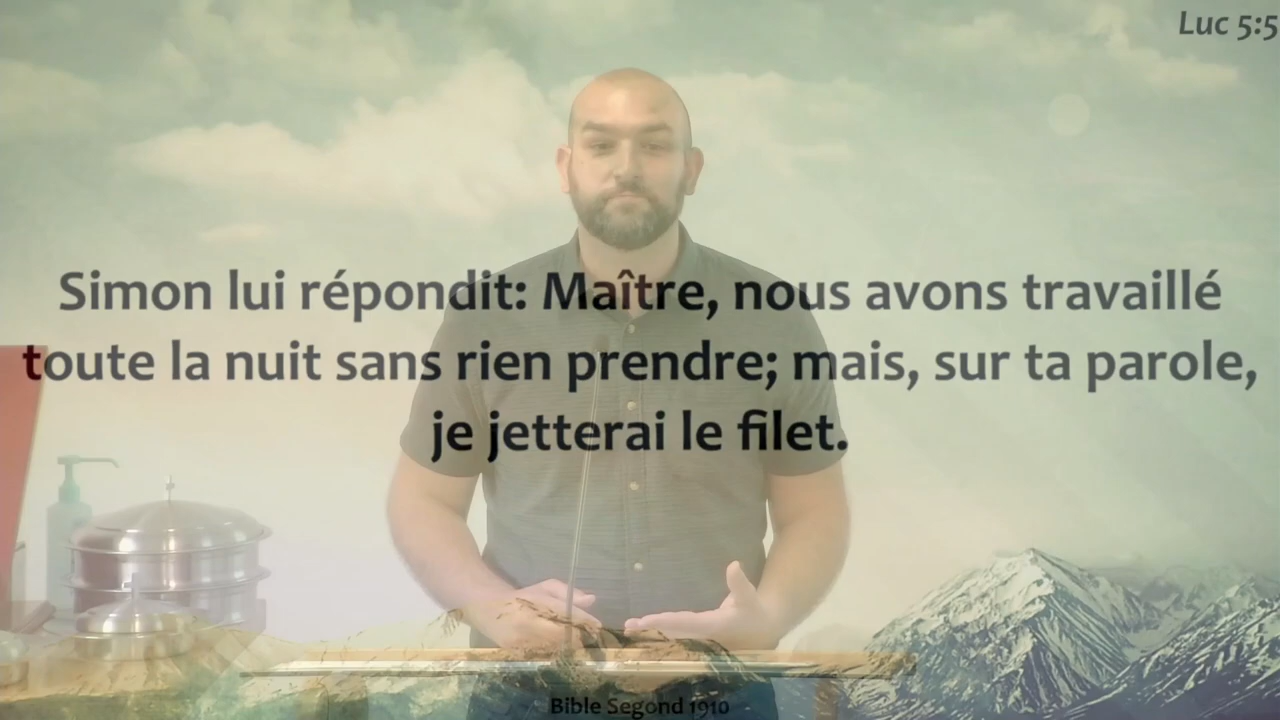 Luc 5:5
Simon lui répondit: Maître, nous avons travaillé
toute la nuit sans rien prendre; mais, sur ta parole,
je jetterai le filet.
Bible Segond 1910